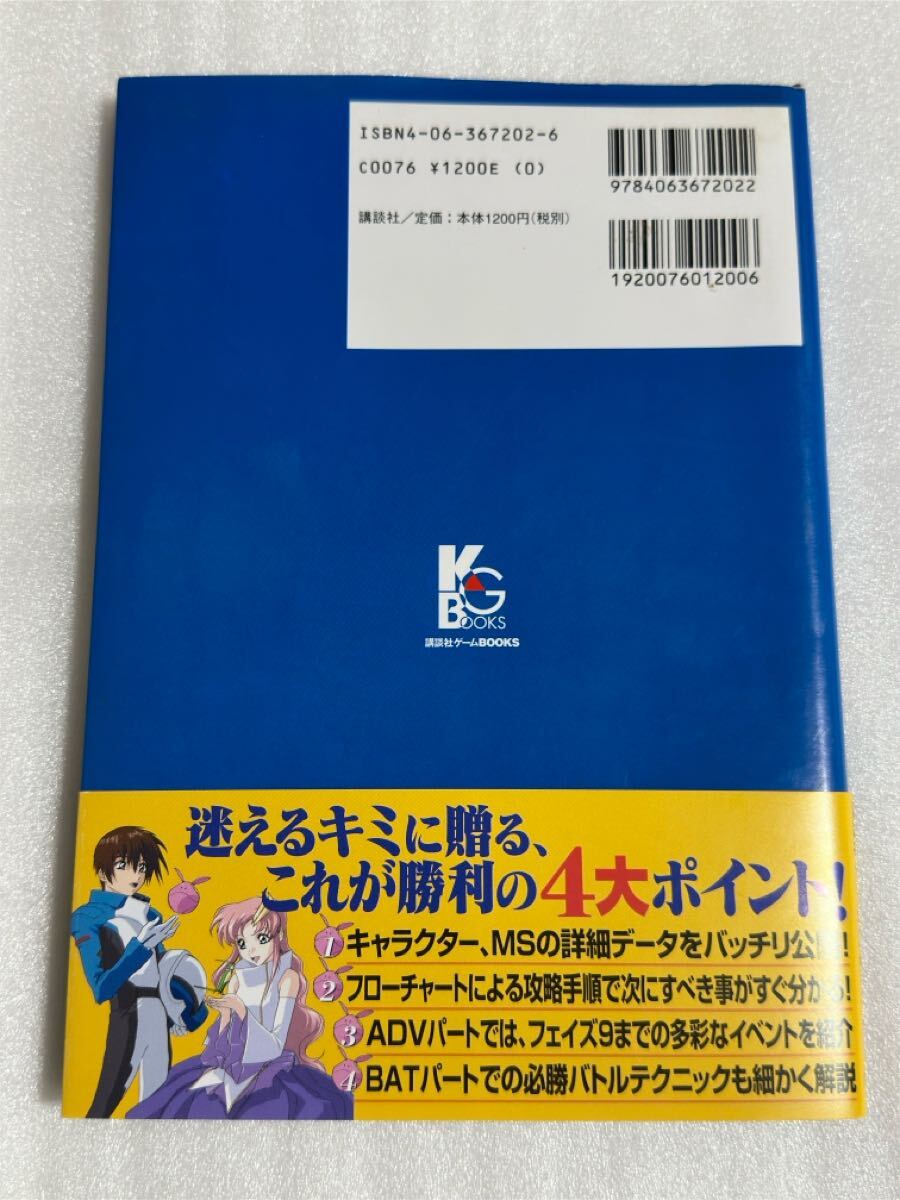 ISBN4-06-367202-6
C0076 ¥1200E (0)
講談社／定価：本体1200円(税別)
9784063672022
1920076012006
KG
BOOKS
講談社ゲームBOOKS
迷えるキミに贈る、
これが勝利の4大ポイント!
1 キャラクター、MSの詳細データをバッチリ公開!
2 フローチャートによる攻略手順で次にすべき事がすぐ分かる!
3 ADVパートでは、フェイズ9までの多彩なイベントを紹介
4 BATパートでの必勝バトルテクニックも細かく解説